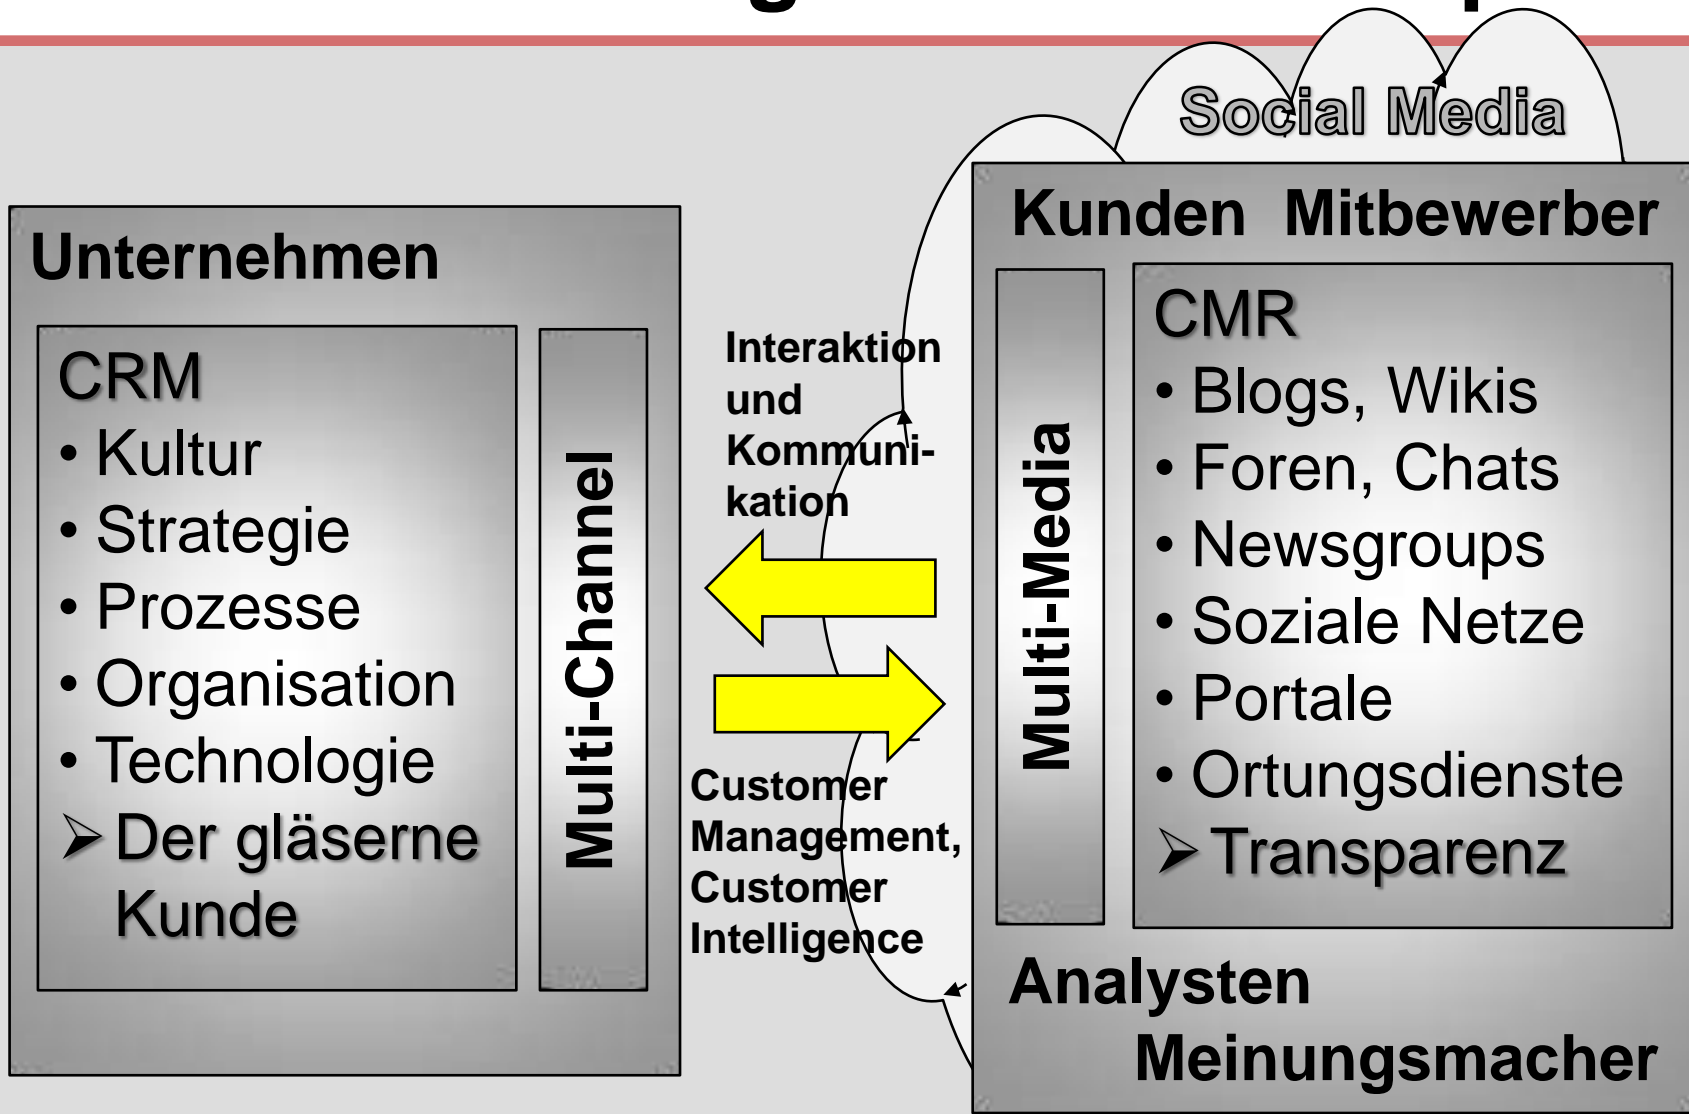 Social Media
Unternehmen
CRM
• Kultur
• Strategie
• Prozesse
• Organisation
• Technologie
➢ Der gläserne
Kunde
Multi-Channel
Interaktion
und
Kommuni-
kation
Customer
Management,
Customer
Intelligence
Kunden Mitbewerber
Multi-Media
CMR
• Blogs, Wikis
• Foren, Chats
• Newsgroups
• Soziale Netze
• Portale
• Ortungsdienste
➢ Transparenz
Analysten
Meinungsmacher